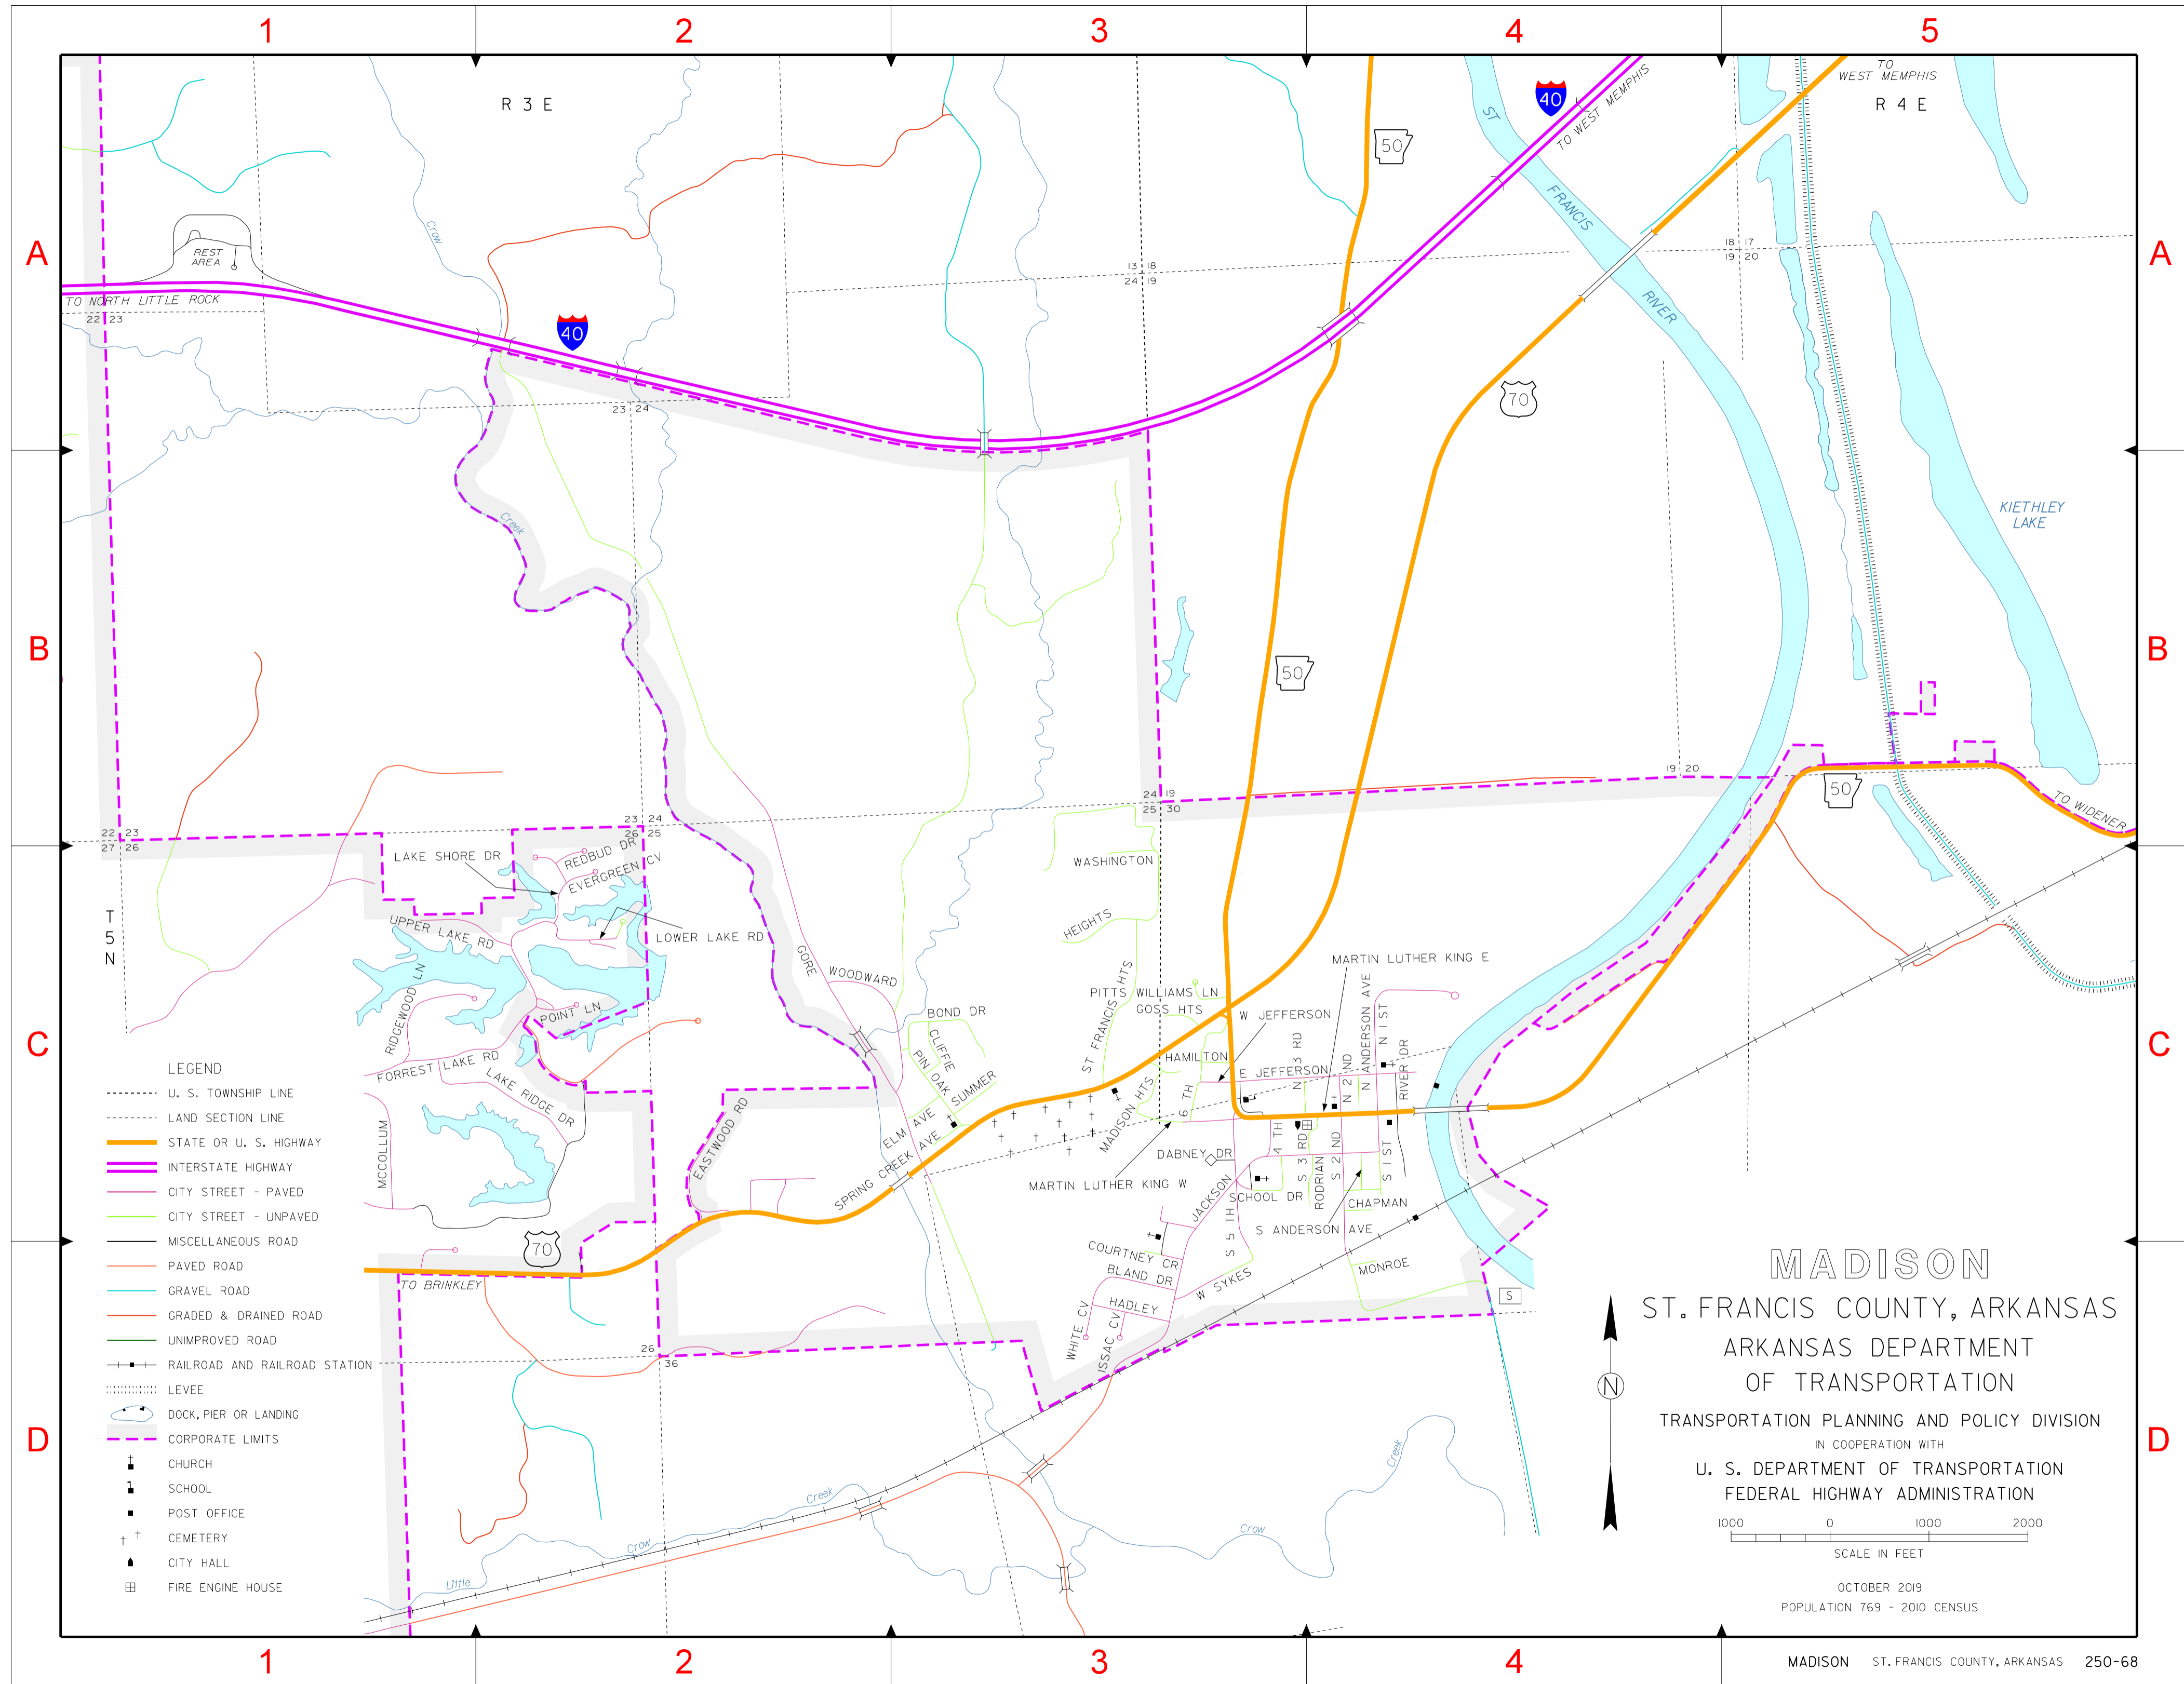 1 2 3 4 5
A
B
C
D
A
B
C
D
1 2 3 4 5
R 3 E
R 4 E
T
5
N
TO
WEST MEMPHIS
40
TO WEST MEMPHIS
50
ST
FRANCIS
RIVER
Crow
REST
AREA
TO NORTH LITTLE ROCK
22 23
40
13 18
24 19
18 17
19 20
23 24
70
Creek
KIETHLEY
LAKE
50
19 20
24 19
25 30
50
TO WIDENER
22 23
27 26
23 24
26 25
LAKE SHORE DR
REDBUD DR
EVERGREEN CV
WASHINGTON
UPPER LAKE RD
LOWER LAKE RD
HEIGHTS
GORE
WOODWARD
MARTIN LUTHER KING E
RIDGEWOOD LN
POINT LN
ST FRANCIS HTS
PITTS WILLIAMS LN
GOSS HTS
BOND DR
CLIFFIE
PIN OAK
W JEFFERSON
N 3 RD
N 2 ND
N ANDERSON AVE
N 1 ST
RIVER DR
FORREST LAKE RD
LAKE RIDGE DR
HAMILTON
E JEFFERSON
SUMMER
MADISON HTS
6 TH
MCCOLLUM
EASTWOOD RD
ELM AVE
SPRING CREEK AVE
4 TH
S 3 RD
RODRIAN
S 2 ND
S 1 ST
DABNEY DR
MARTIN LUTHER KING W
JACKSON
SCHOOL DR
CHAPMAN
S 5 TH
S ANDERSON AVE
COURTNEY CR
BLAND DR
MONROE
W SYKES
HADLEY
WHITE CV
ISSAC CV
70
TO BRINKLEY
S
26
36
Little
Crow
Creek
Crow
Creek
LEGEND
U. S. TOWNSHIP LINE
LAND SECTION LINE
STATE OR U. S. HIGHWAY
INTERSTATE HIGHWAY
CITY STREET - PAVED
CITY STREET - UNPAVED
MISCELLANEOUS ROAD
PAVED ROAD
GRAVEL ROAD
GRADED & DRAINED ROAD
UNIMPROVED ROAD
RAILROAD AND RAILROAD STATION
LEVEE
DOCK, PIER OR LANDING
CORPORATE LIMITS
CHURCH
SCHOOL
POST OFFICE
CEMETERY
CITY HALL
FIRE ENGINE HOUSE
N
MADISON
ST. FRANCIS COUNTY, ARKANSAS
ARKANSAS DEPARTMENT
OF TRANSPORTATION
TRANSPORTATION PLANNING AND POLICY DIVISION
IN COOPERATION WITH
U. S. DEPARTMENT OF TRANSPORTATION
FEDERAL HIGHWAY ADMINISTRATION
1000 0 1000 2000
SCALE IN FEET
OCTOBER 2019
POPULATION 769 - 2010 CENSUS
MADISON ST. FRANCIS COUNTY, ARKANSAS 250-68